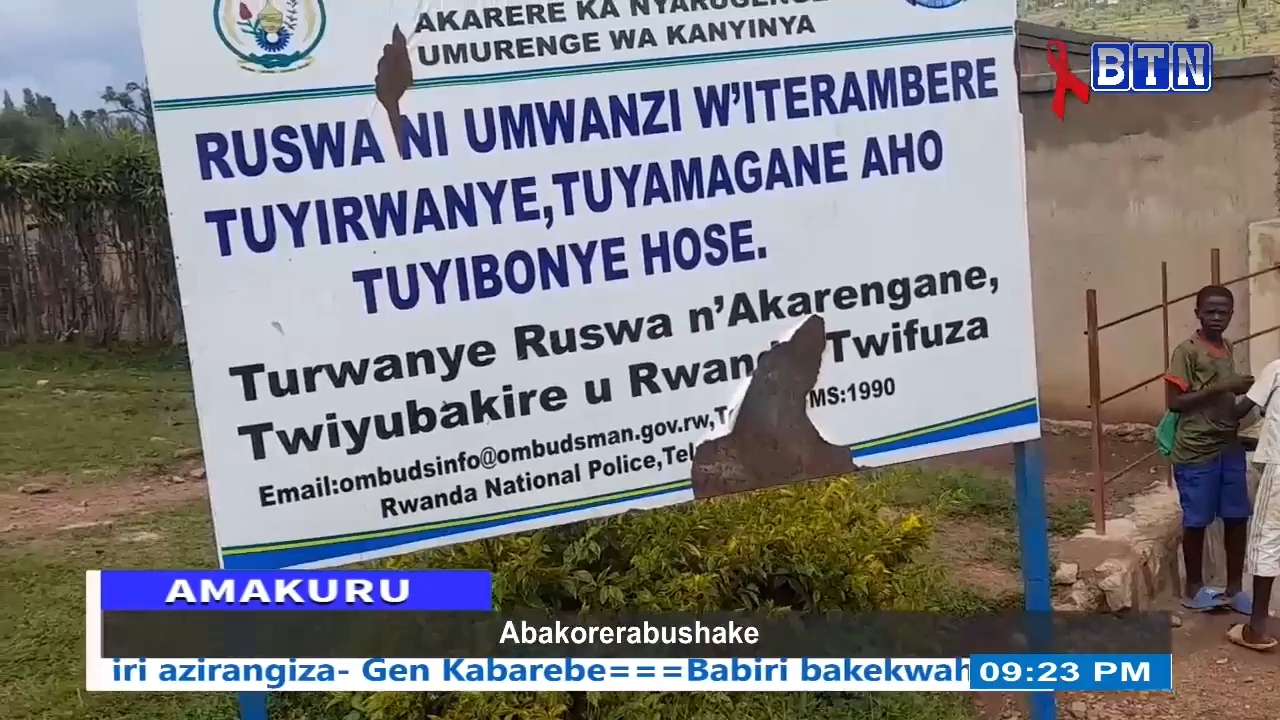 AKARERE KA NYARUGENGE
UMURENGE WA KANYINYA
BTN
RUSWA NI UMWANZI W'ITERAMBERE
TUYIRWANYE,TUYAMAGANE AHO
TUYIBONYE HOSE.
Turwanye Ruswa n'Akarengane,
Twiyubakire u Rwanda Twifuza
Email:ombudsinfo@ombudsman.gov.rw, MS:1990
Rwanda National Police,Tel
AMAKURU
Abakorerabushake
iri azirangiza- Gen Kabarebe===Babiri bakekwah
09:23 PM